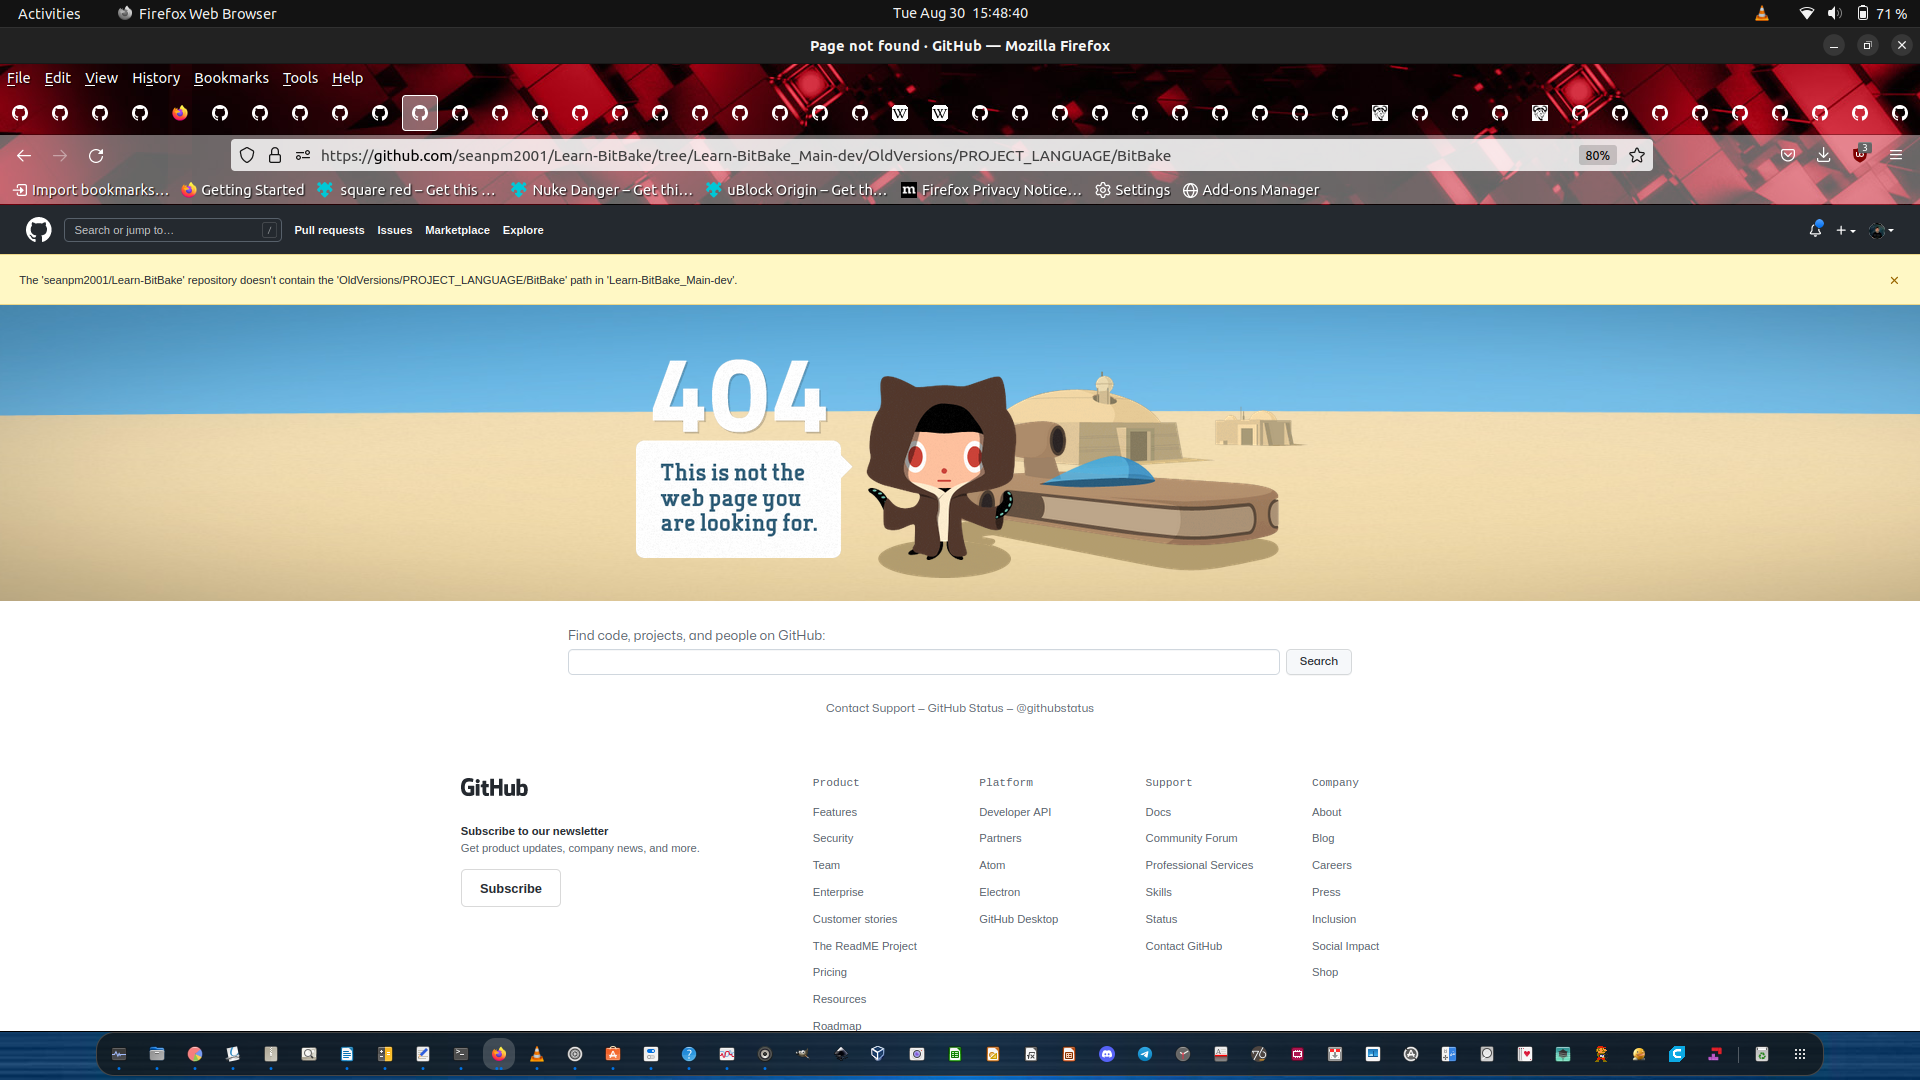 Activities Firefox Web Browser Tue Aug 30 15:48:40 71 %
Page not found · GitHub — Mozilla Firefox
File Edit View History Bookmarks Tools Help
https://github.com/seanpm2001/Learn-BitBake/tree/Learn-BitBake_Main-dev/OldVersions/PROJECT_LANGUAGE/BitBake 80% 3
Import bookmarks… Getting Started square red – Get this … Nuke Danger – Get thi… uBlock Origin – Get th… Firefox Privacy Notice… Settings Add-ons Manager
Search or jump to… / Pull requests Issues Marketplace Explore
The 'seanpm2001/Learn-BitBake' repository doesn't contain the 'OldVersions/PROJECT_LANGUAGE/BitBake' path in 'Learn-BitBake_Main-dev'.
404
This is not the
web page you
are looking for.
Find code, projects, and people on GitHub:
Search
Contact Support — GitHub Status — @githubstatus
GitHub
Subscribe to our newsletter
Get product updates, company news, and more.
Subscribe
Product
Features
Security
Team
Enterprise
Customer stories
The ReadME Project
Pricing
Resources
Roadmap
Platform
Developer API
Partners
Atom
Electron
GitHub Desktop
Support
Docs
Community Forum
Professional Services
Skills
Status
Contact GitHub
Company
About
Blog
Careers
Press
Inclusion
Social Impact
Shop